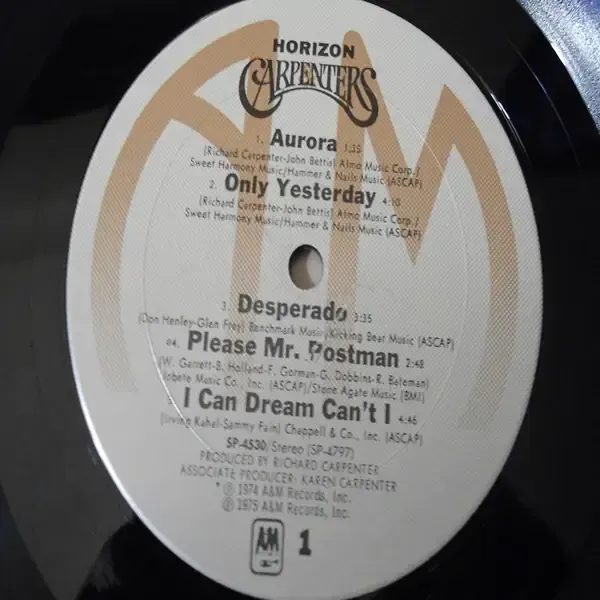 HORIZON
CARPENTERS
1. Aurora 1:35
(Richard Carpenter-John Bettis) Almo Music Corp./
Sweet Harmony Music/Hammer & Nails Music (ASCAP)
2. Only Yesterday 4:10
(Richard Carpenter-John Bettis) Almo Music Corp./
Sweet Harmony Music/Hammer & Nails Music (ASCAP)
3. Desperado 3:35
(Don Henley-Glen Frey) Benchmark Music/Kicking Bear Music (ASCAP)
*4. Please Mr. Postman 2:48
(W. Garrett-B. Holland-F. Gorman-G. Dobbins-R. Bateman)
Jobete Music Co., Inc. (ASCAP)/Stone Agate Music (BMI)
I Can Dream Can't I 4:46
(Irving Kahal-Sammy Fain) Chappell & Co., Inc. (ASCAP)
SP-4530/Stereo (SP-4797)
PRODUCED BY RICHARD CARPENTER
ASSOCIATE PRODUCER: KAREN CARPENTER
* ℗ 1974 A&M Records, Inc.
℗ 1975 A&M Records, Inc.
A&M 1